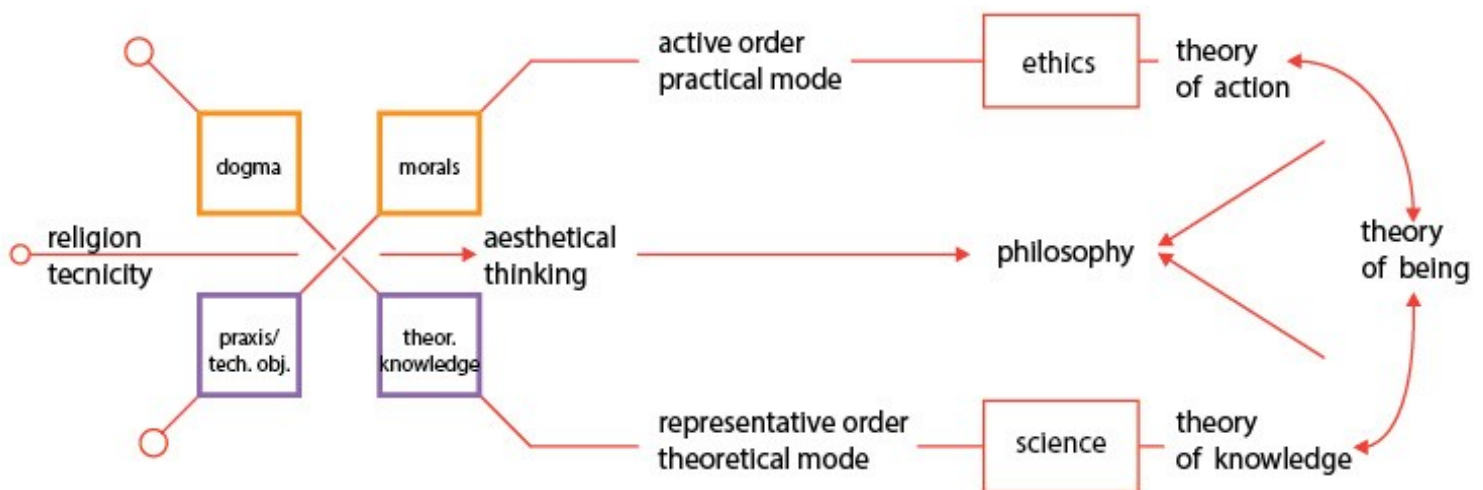 active order
practical mode
ethics
theory
of action
dogma
morals
religion
tecnicity
aesthetical
thinking
philosophy
theory
of being
praxis/
tech. obj.
theor.
knowledge
representative order
theoretical mode
science
theory
of knowledge